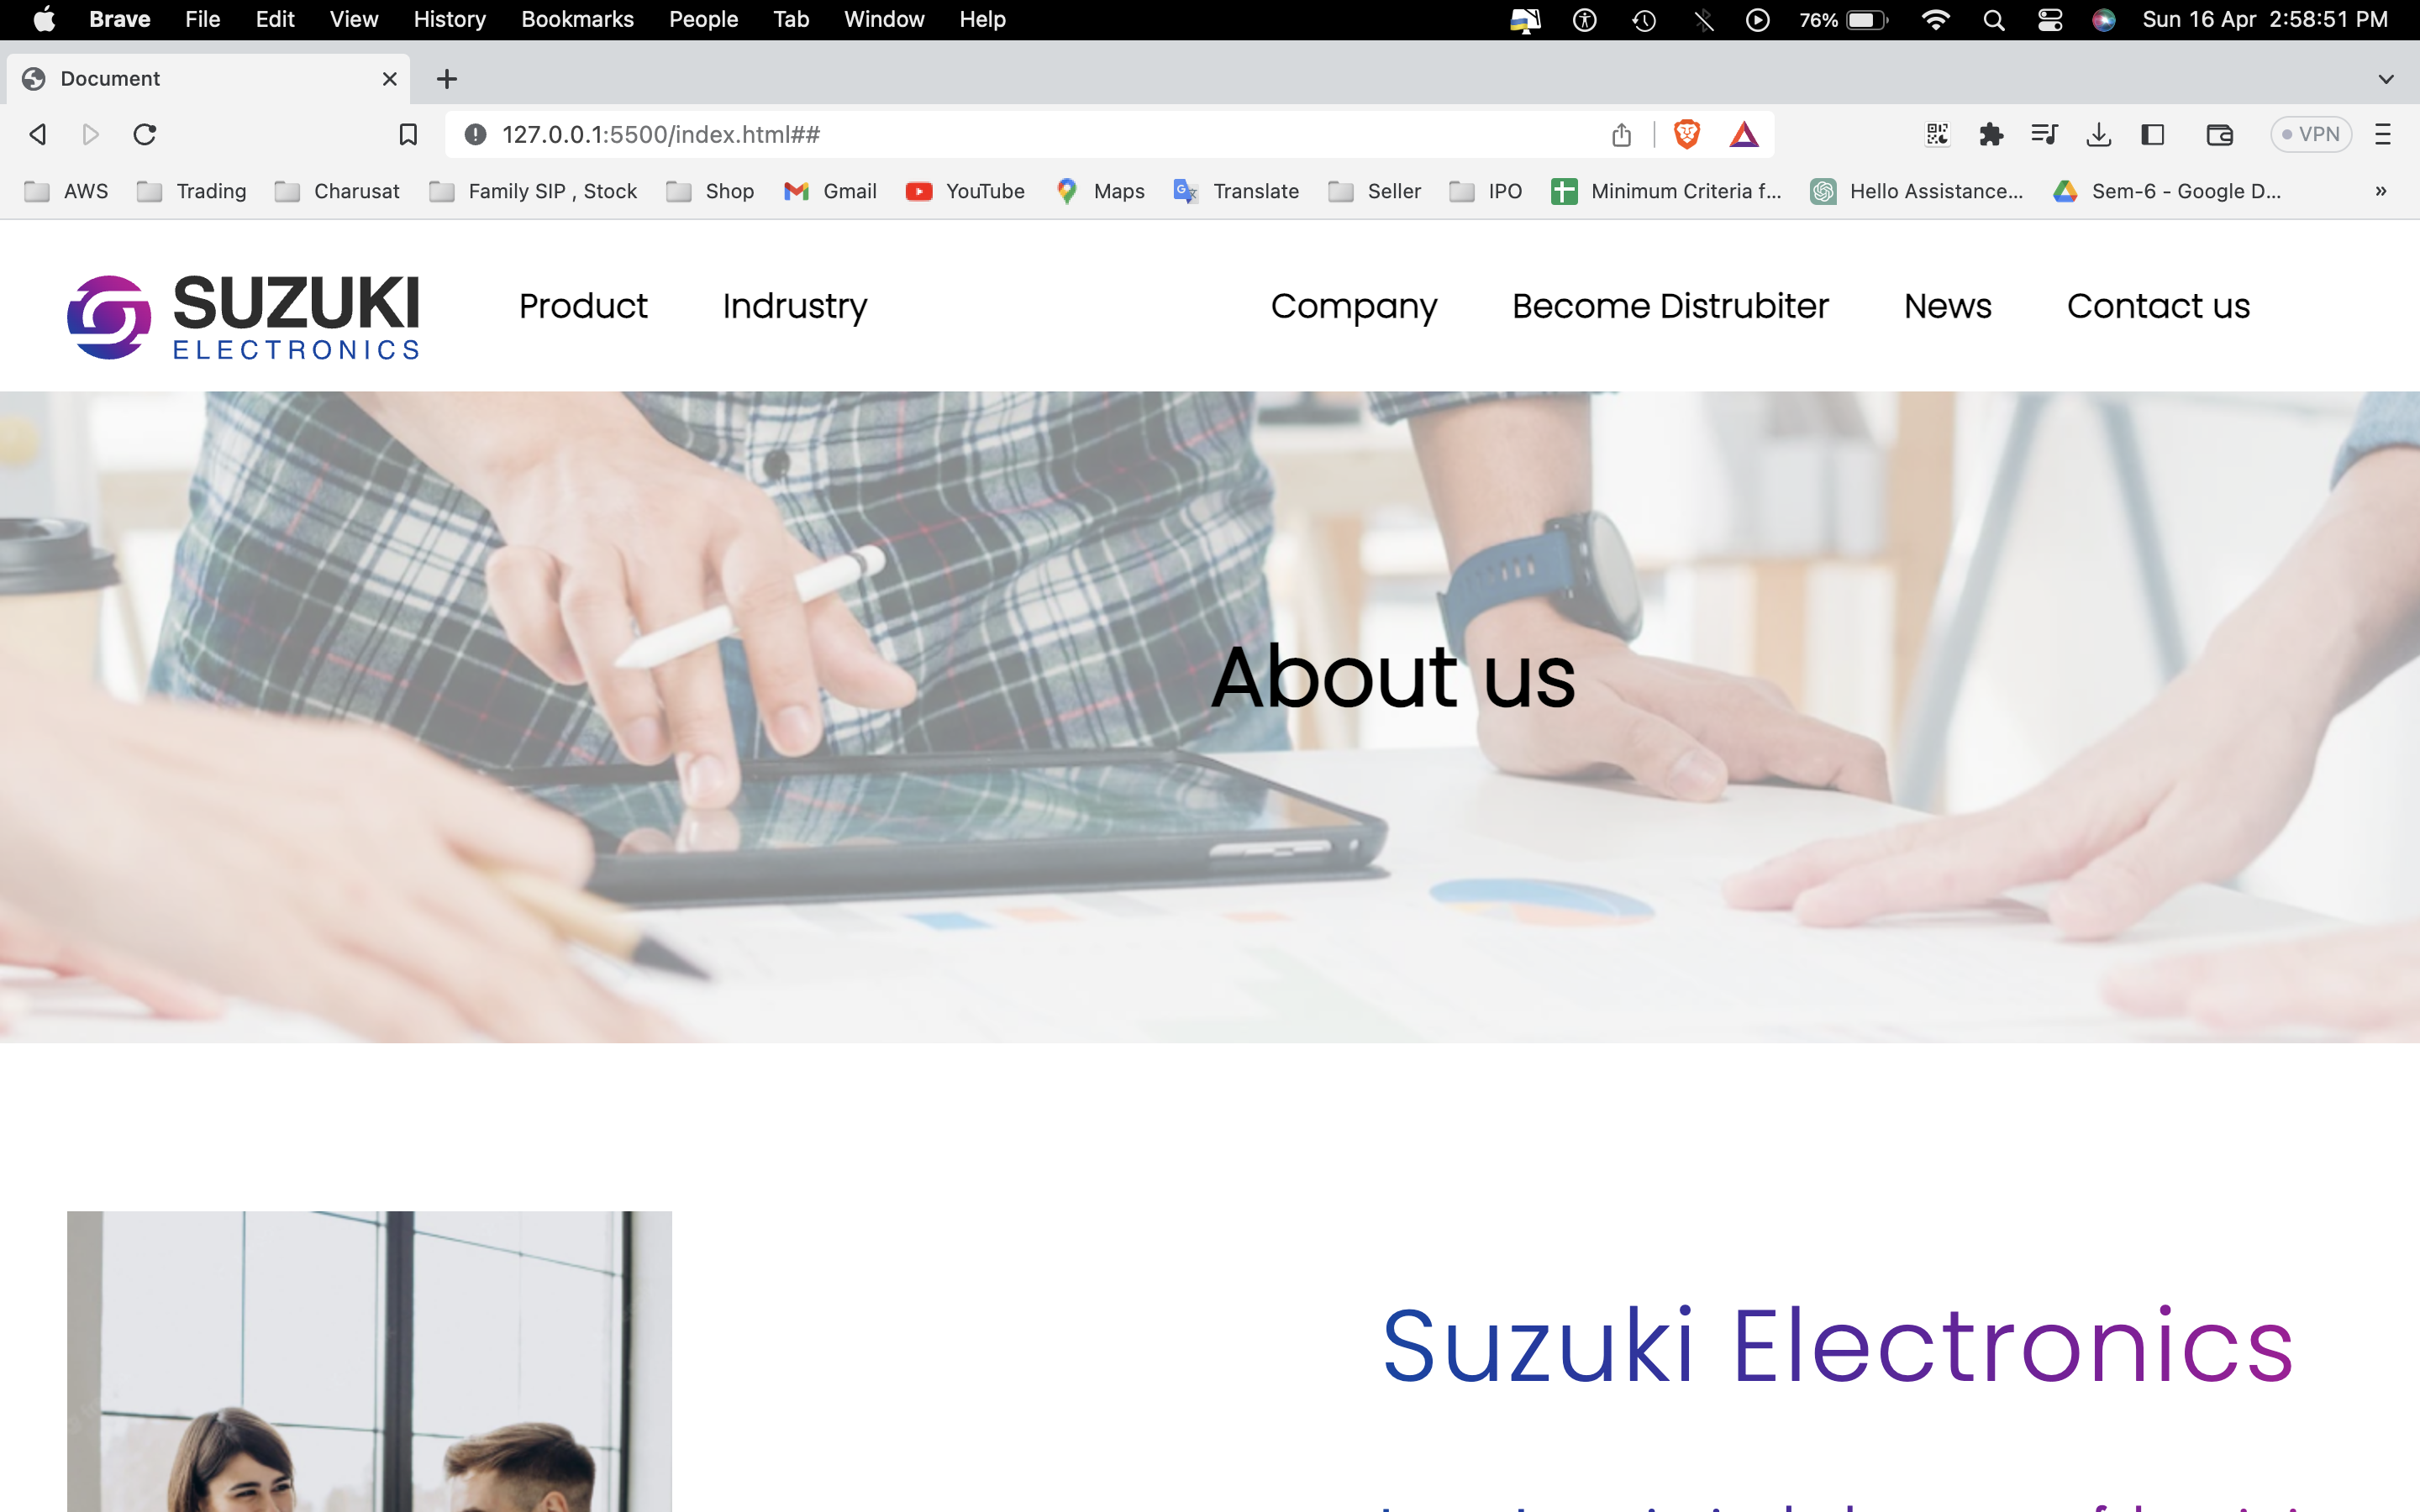 Brave File Edit View History Bookmarks People Tab Window Help 76% Sun 16 Apr 2:58:51 PM
Document
127.0.0.1:5500/index.html## VPN
AWS Trading Charusat Family SIP , Stock Shop Gmail YouTube Maps Translate Seller IPO Minimum Criteria f... Hello Assistance... Sem-6 - Google D... »
SUZUKI
ELECTRONICS
Product Indrustry Company Become Distrubiter News Contact us
About us
Suzuki Electronics